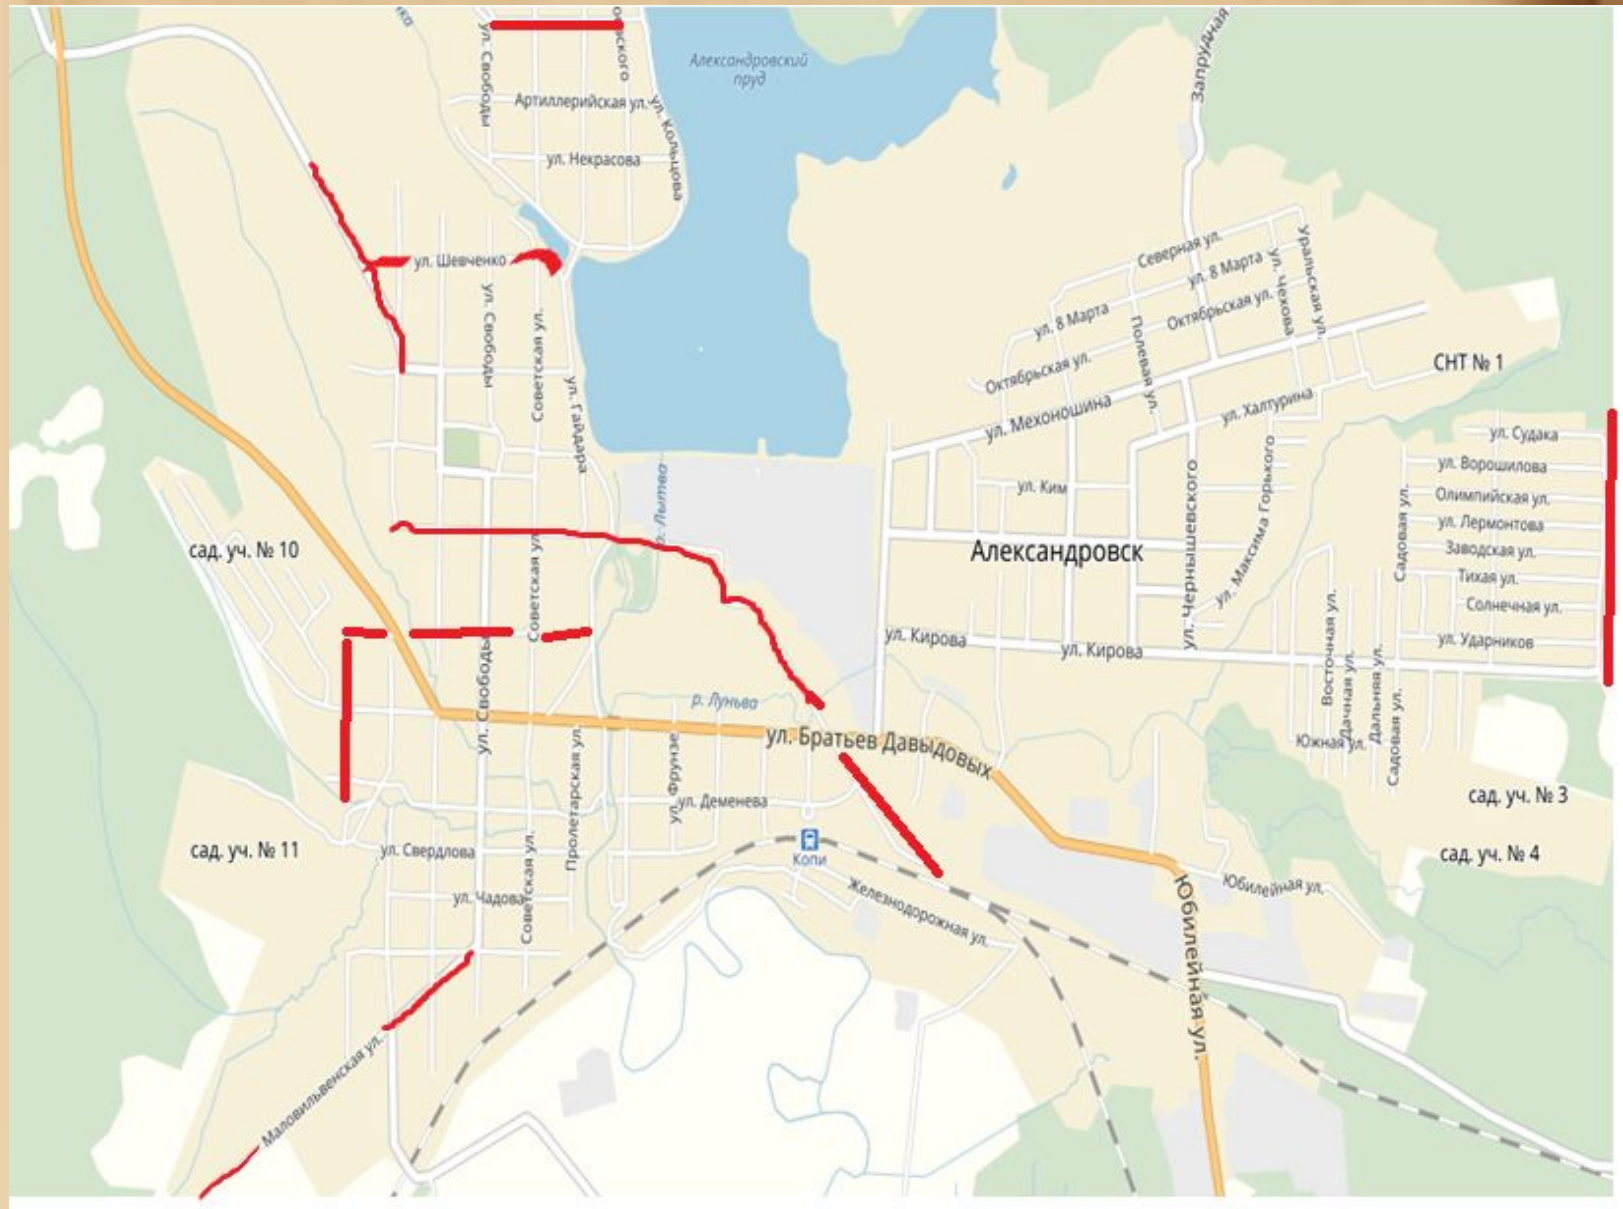 ул. Свободы
Александровский
пруд
Запрудная
Артиллерийская ул.
ул. Кольцова
ул. Некрасова
ул. Шевченко
ул. Свободы
Советская ул.
ул. Гайдара
Северная ул.
ул. 8 Марта
ул. 8 Марта
Уральская ул.
ул. Чехова
Октябрьская ул.
Полевая ул.
Октябрьская ул.
СНТ № 1
ул. Мехоношина
ул. Халтурина
ул. Судака
ул. Ворошилова
ул. Ким
Олимпийская ул.
ул. Лермонтова
Садовая ул.
р. Лытва
сад. уч. № 10
Александровск
ул. Чернышевского
ул. Максима Горького
Заводская ул.
Тихая ул.
Солнечная ул.
Советская ул.
ул. Кирова
ул. Кирова
ул. Ударников
Восточная ул.
Дачная ул.
Дальняя ул.
Садовая ул.
Южная ул.
ул. Свободы
р. Луньва
ул. Братьев Давыдовых
Пролетарская ул.
ул. Фрунзе
ул. Деменева
сад. уч. № 3
сад. уч. № 11
ул. Свердлова
Копи
сад. уч. № 4
ул. Чадова
Советская ул.
Железнодорожная ул.
Юбилейная ул.
Юбилейная ул.
Маловильвенская ул.